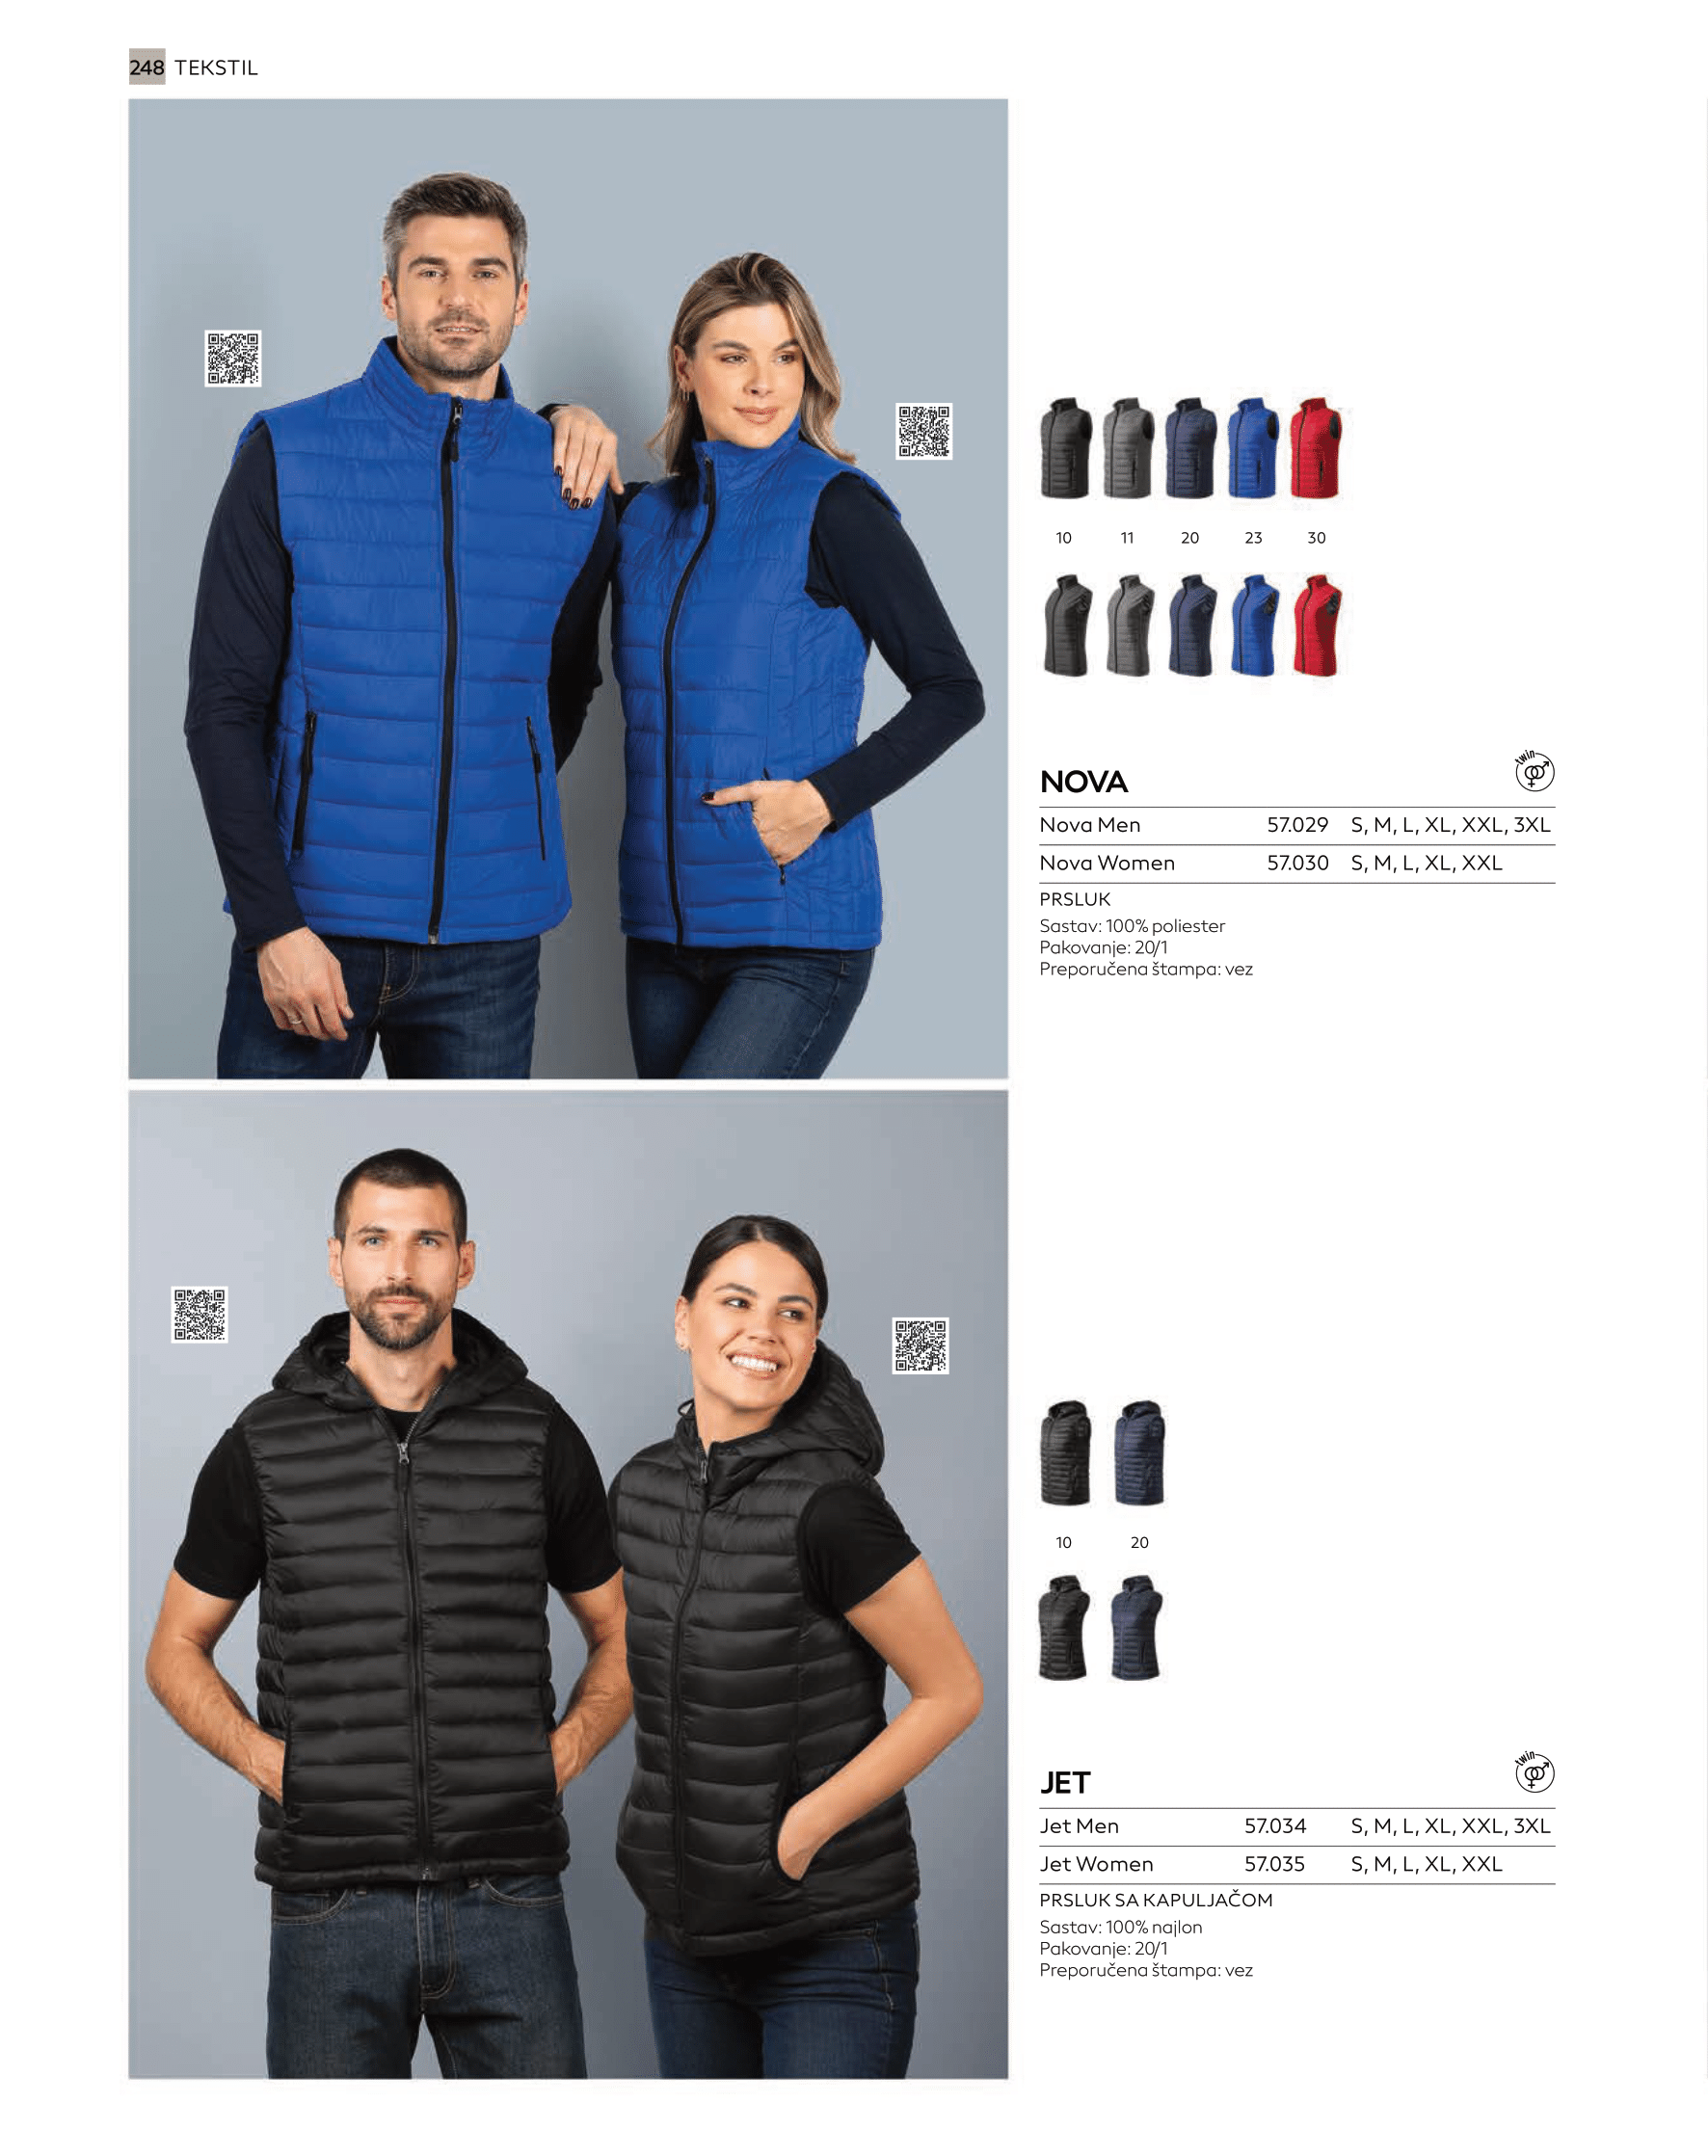 248 TEKSTIL
10 11 20 23 30
twin
NOVA
Nova Men 57.029 S, M, L, XL, XXL, 3XL
Nova Women 57.030 S, M, L, XL, XXL
PRSLUK
Sastav: 100% poliester
Pakovanje: 20/1
Preporučena štampa: vez
10 20
twin
JET
Jet Men 57.034 S, M, L, XL, XXL, 3XL
Jet Women 57.035 S, M, L, XL, XXL
PRSLUK SA KAPULJAČOM
Sastav: 100% najlon
Pakovanje: 20/1
Preporučena štampa: vez